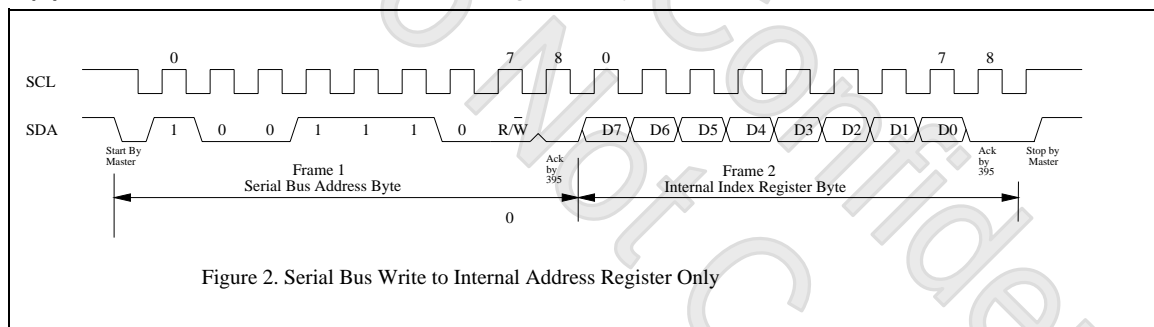 0 7 8 0 7 8
SCL
SDA 1 0 0 1 1 1 0 R/W D7 D6 D5 D4 D3 D2 D1 D0
Start By
Master
Ack
by
395
Ack
by
395
Stop by
Master
Frame 1
Serial Bus Address Byte
Frame 2
Internal Index Register Byte
0
Figure 2. Serial Bus Write to Internal Address Register Only